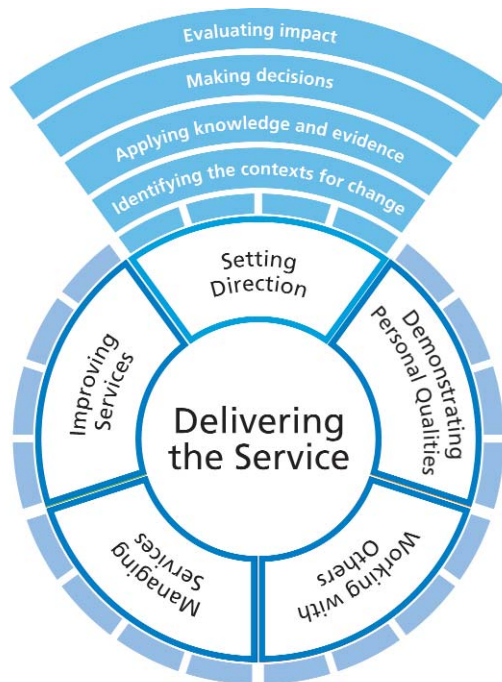 Evaluating impact
Making decisions
Applying knowledge and evidence
Identifying the contexts for change
Setting
Direction
Demonstrating
Personal Qualities
Working with
Others
Managing
Services
Improving
Services
Delivering
the Service